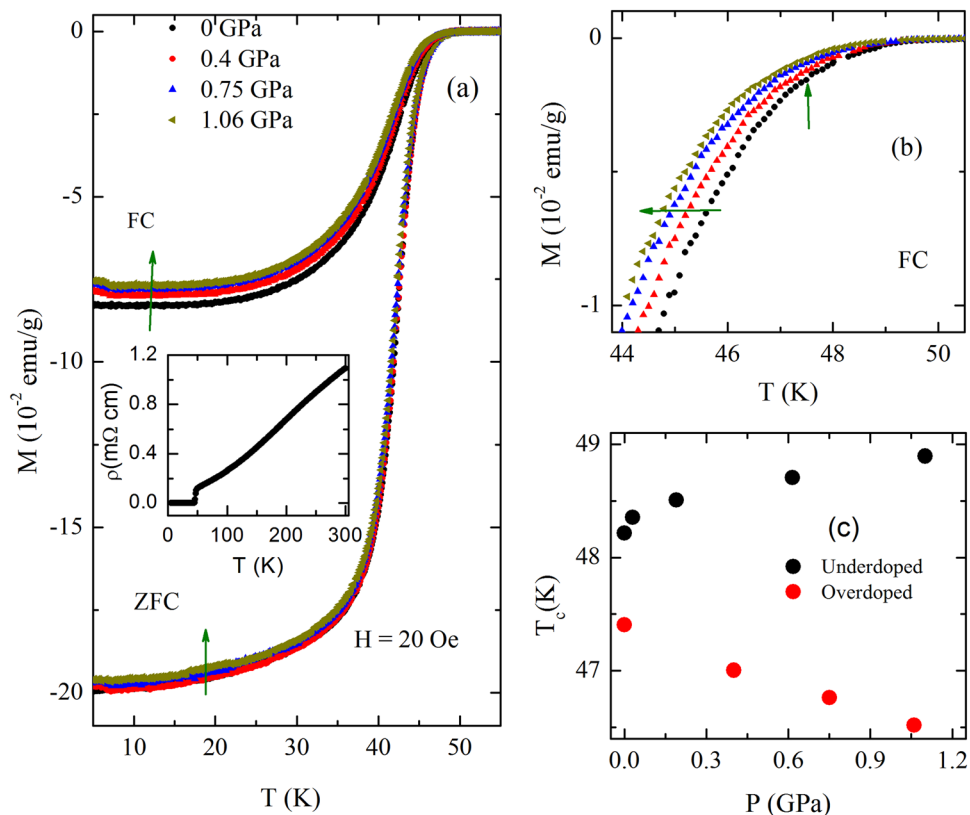 0 GPa
0.4 GPa
0.75 GPa
1.06 GPa
(a)
FC
ZFC
H = 20 Oe
0
-5
-10
-15
-20
M (10⁻² emu/g)
10 20 30 40 50
T (K)
1.2
0.8
0.4
0.0
ρ(mΩ cm)
0 100 200 300
T (K)
0
-1
M (10⁻² emu/g)
(b)
FC
44 46 48 50
T (K)
49
48
47
T_c(K)
(c)
Underdoped
Overdoped
0.0 0.3 0.6 0.9 1.2
P (GPa)